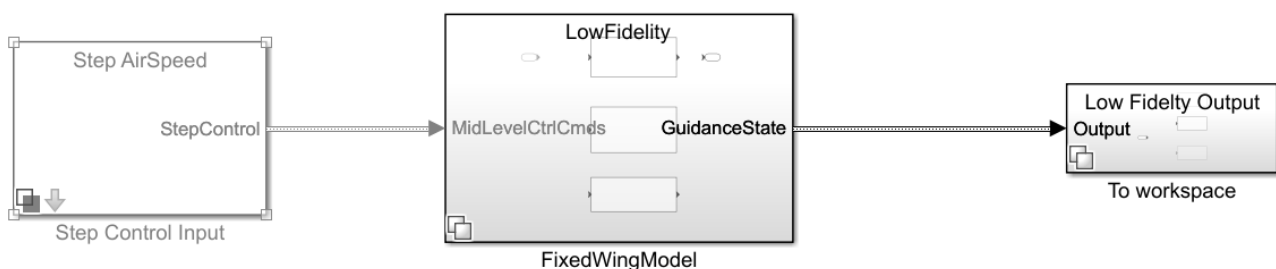 Step AirSpeed
StepControl
Step Control Input
LowFidelity
MidLevelCtrlCmds
GuidanceState
FixedWingModel
Low Fidelty Output
Output
To workspace